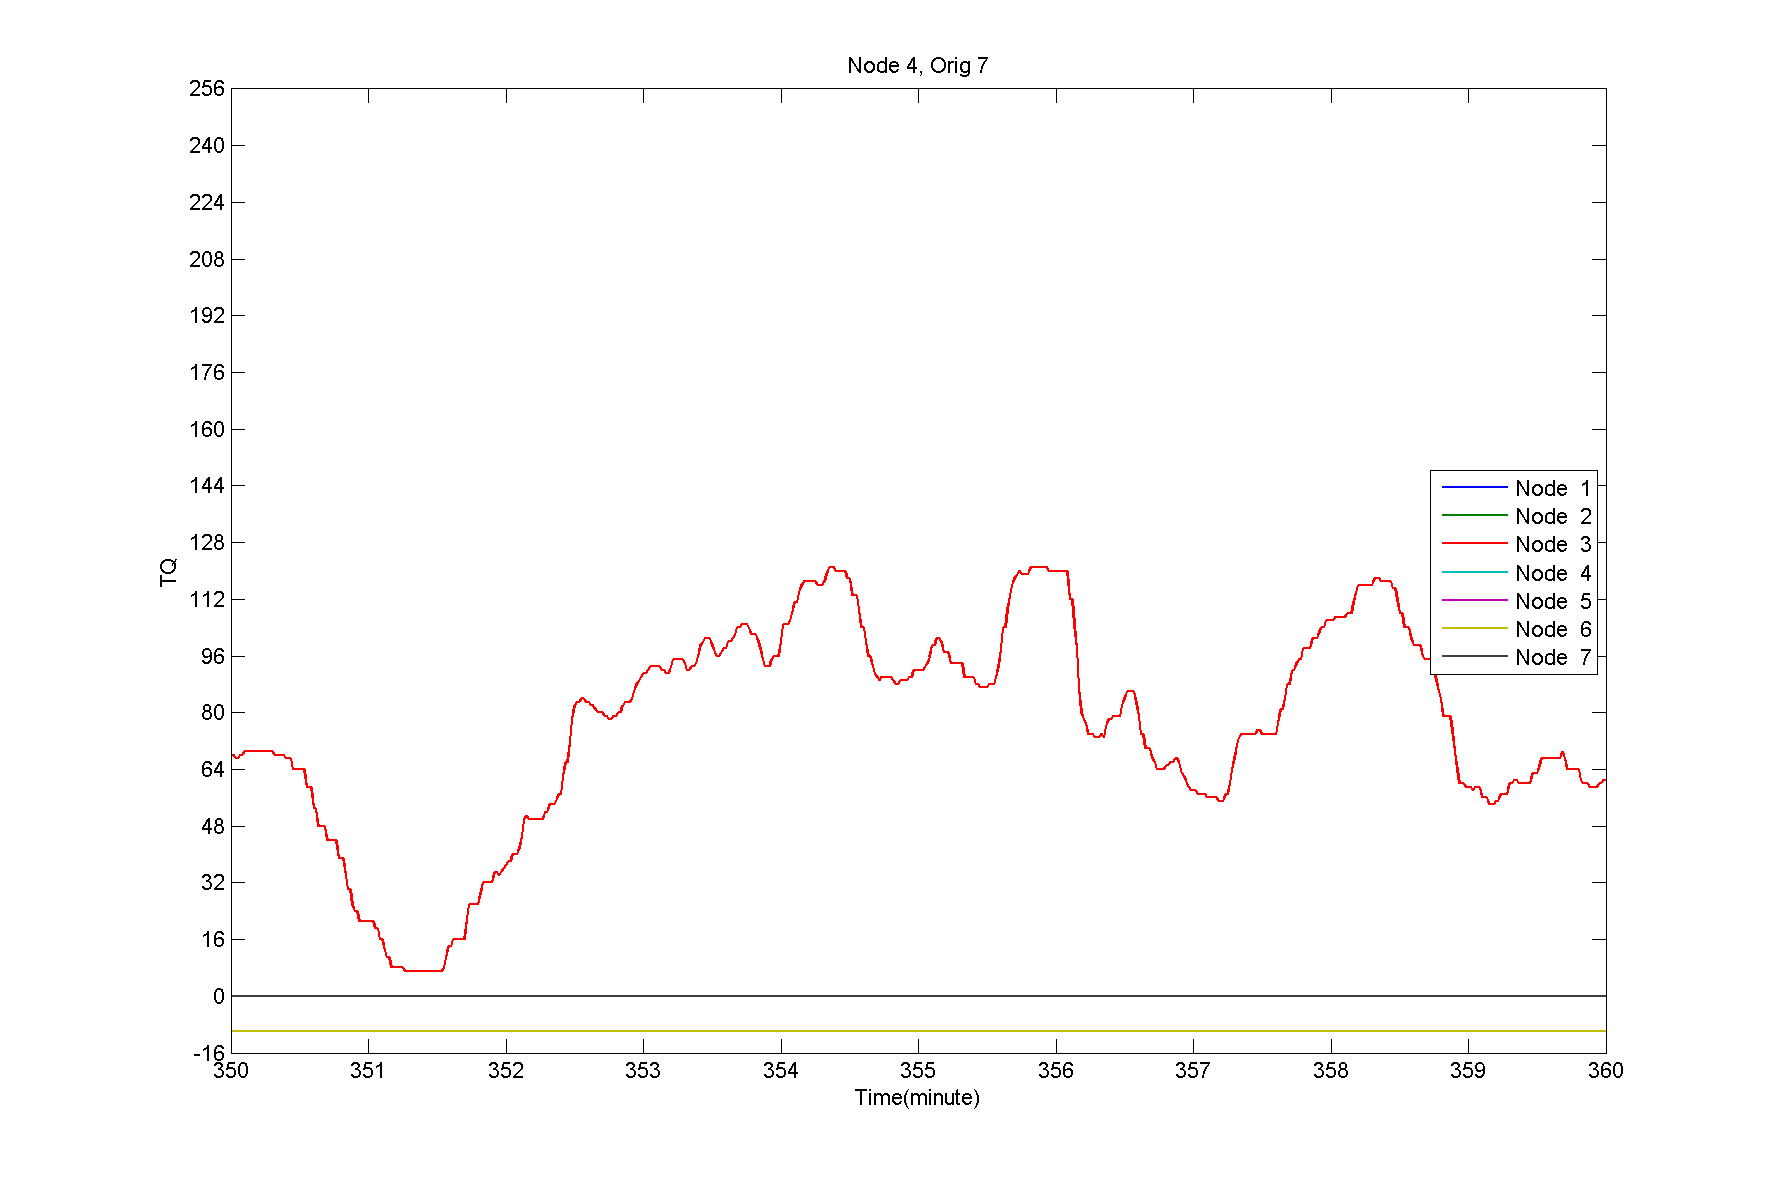 Node 4, Orig 7
256
240
224
208
192
176
160
144
128
112
96
80
64
48
32
16
0
-16
TQ
Node 1
Node 2
Node 3
Node 4
Node 5
Node 6
Node 7
350 351 352 353 354 355 356 357 358 359 360
Time(minute)